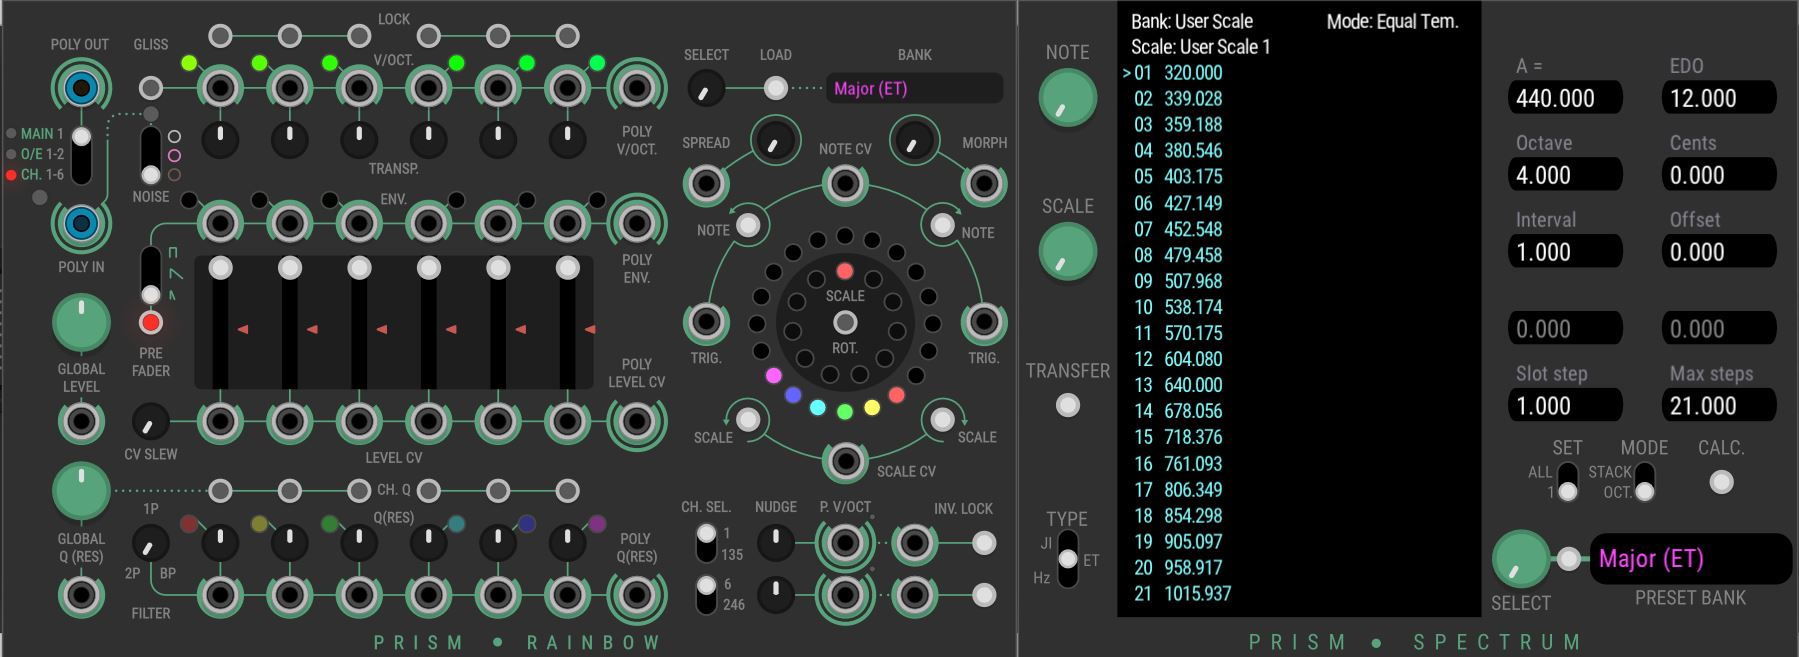 LOCK
POLY OUT
GLISS
V/OCT.
MAIN 1
O/E 1-2
CH. 1-6
NOISE
TRANSP.
POLY
V/OCT.
ENV.
POLY IN
POLY
ENV.
GLOBAL
LEVEL
PRE
FADER
POLY
LEVEL CV
CV SLEW
LEVEL CV
CH. Q
1P
Q(RES)
GLOBAL
Q (RES)
2P BP
FILTER
POLY
Q(RES)
SELECT
LOAD
BANK
Major (ET)
SPREAD
NOTE CV
MORPH
NOTE
NOTE
SCALE
ROT.
TRIG.
TRIG.
SCALE
SCALE
SCALE CV
CH. SEL.
NUDGE
P. V/OCT
INV. LOCK
1
135
6
246
PRISM • RAINBOW
NOTE
SCALE
TRANSFER
TYPE
JI
ET
Hz
Bank: User Scale Mode: Equal Tem.
Scale: User Scale 1
>01 320.000
02 339.028
03 359.188
04 380.546
05 403.175
06 427.149
07 452.548
08 479.458
09 507.968
10 538.174
11 570.175
12 604.080
13 640.000
14 678.056
15 718.376
16 761.093
17 806.349
18 854.298
19 905.097
20 958.917
21 1015.937
A = EDO
440.000 12.000
Octave Cents
4.000 0.000
Interval Offset
1.000 0.000
0.000 0.000
Slot step Max steps
1.000 21.000
SET MODE CALC.
ALL STACK
1 OCT.
Major (ET)
SELECT PRESET BANK
PRISM • SPECTRUM